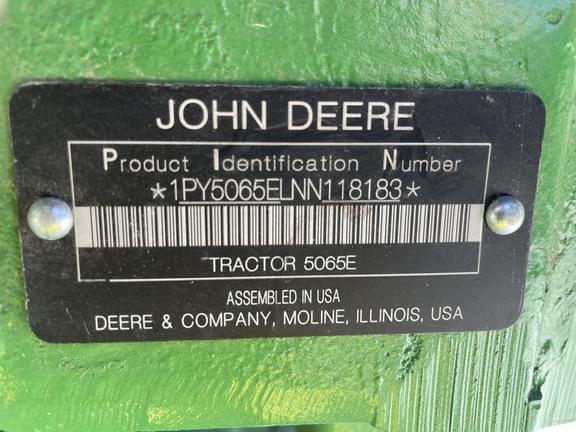 JOHN DEERE
Product Identification Number
*1PY5065ELNN118183*
TRACTOR 5065E
ASSEMBLED IN USA
DEERE & COMPANY, MOLINE, ILLINOIS, USA